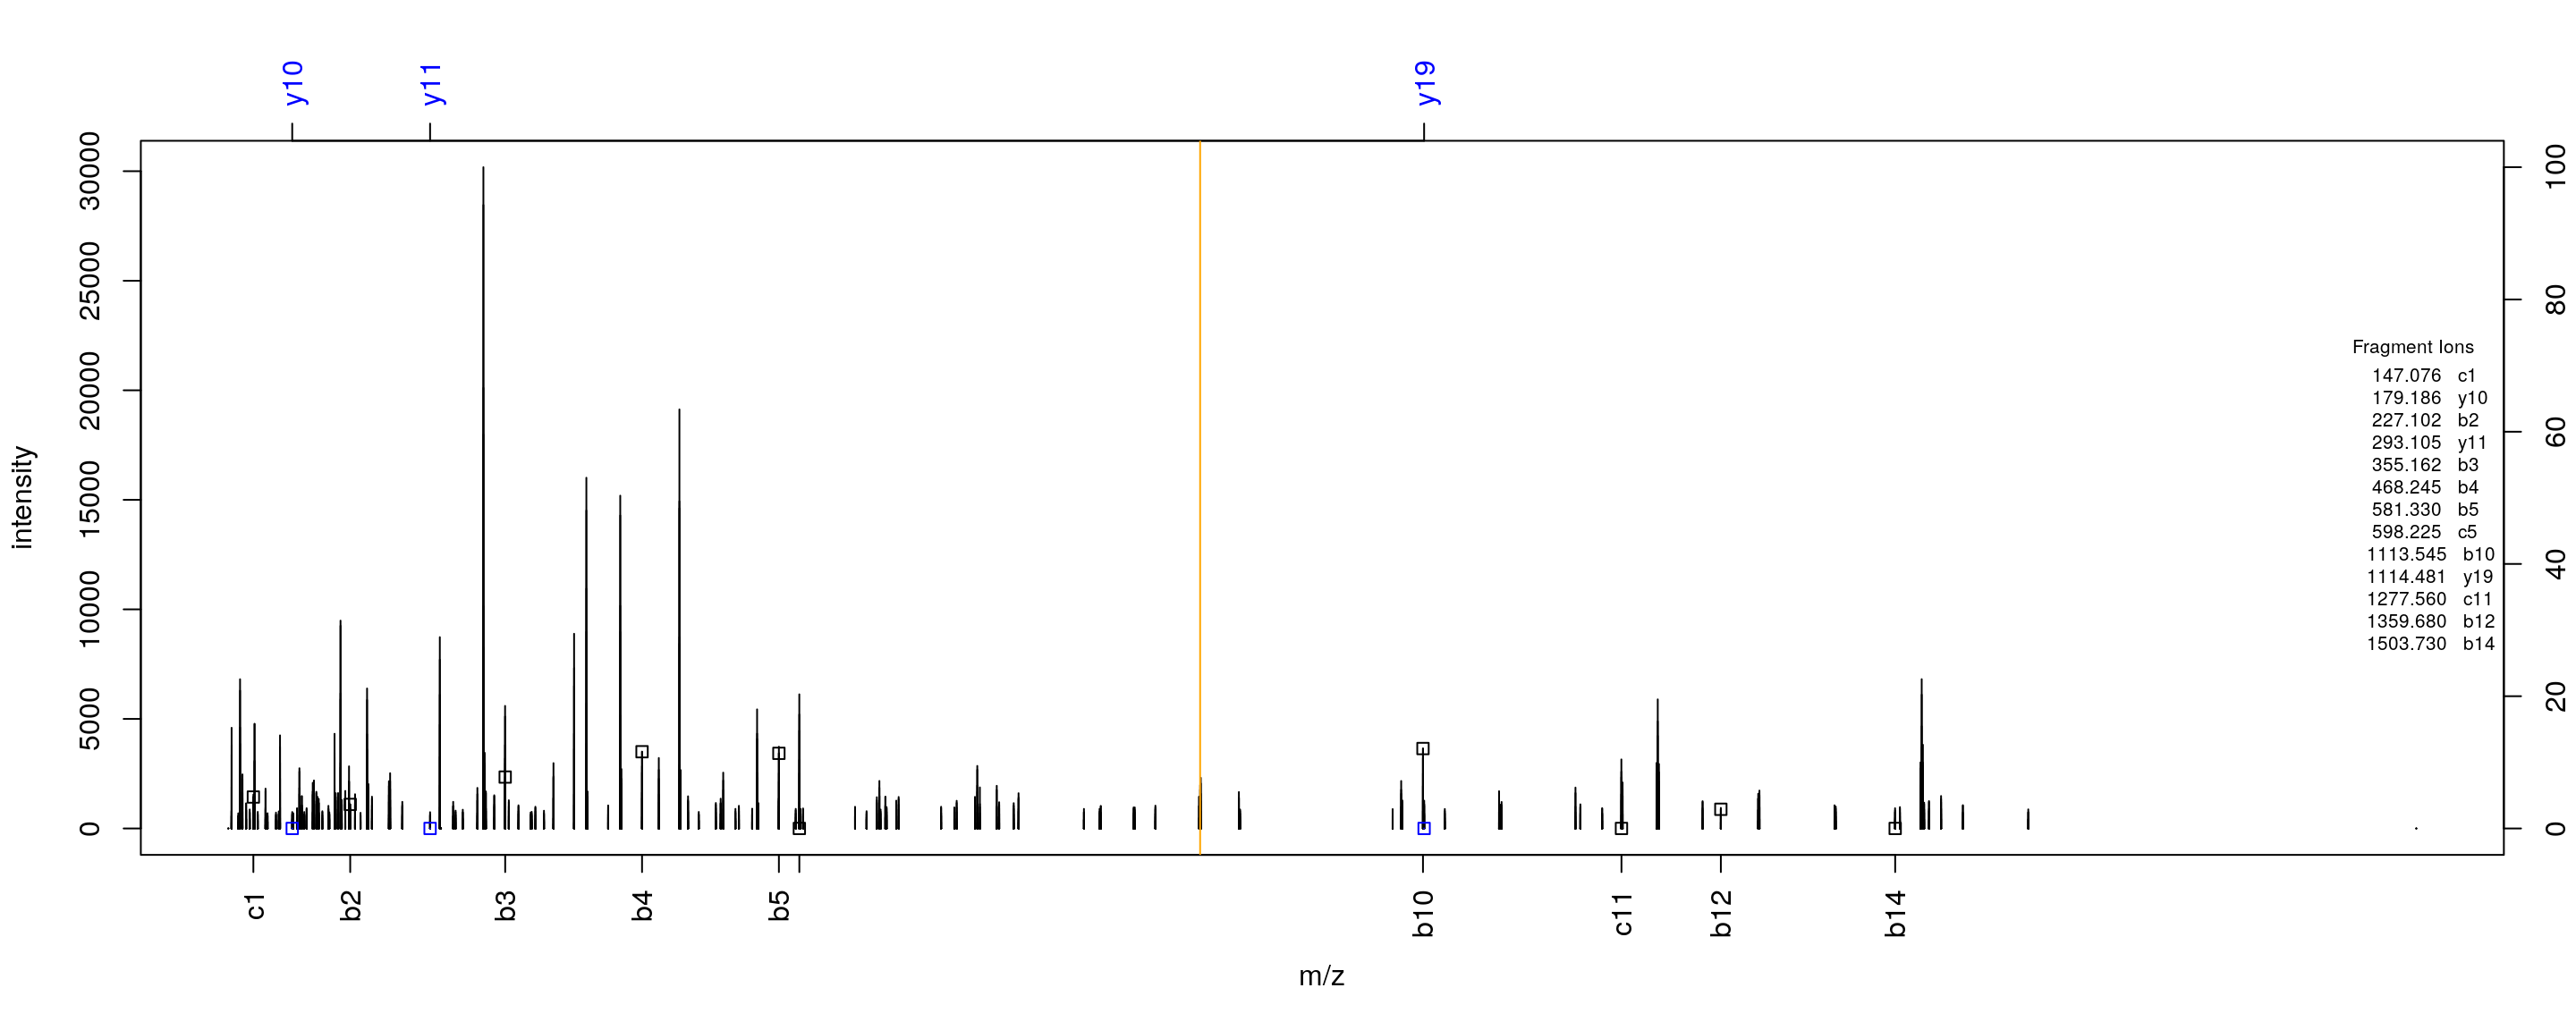 y10 y11 y19
30000
25000
20000
15000
10000
5000
0
intensity
100
80
60
40
20
0
Fragment Ions
147.076 c1
179.186 y10
227.102 b2
293.105 y11
355.162 b3
468.245 b4
581.330 b5
598.225 c5
1113.545 b10
1114.481 y19
1277.560 c11
1359.680 b12
1503.730 b14
c1 b2 b3 b4 b5 b10 c11 b12 b14
m/z